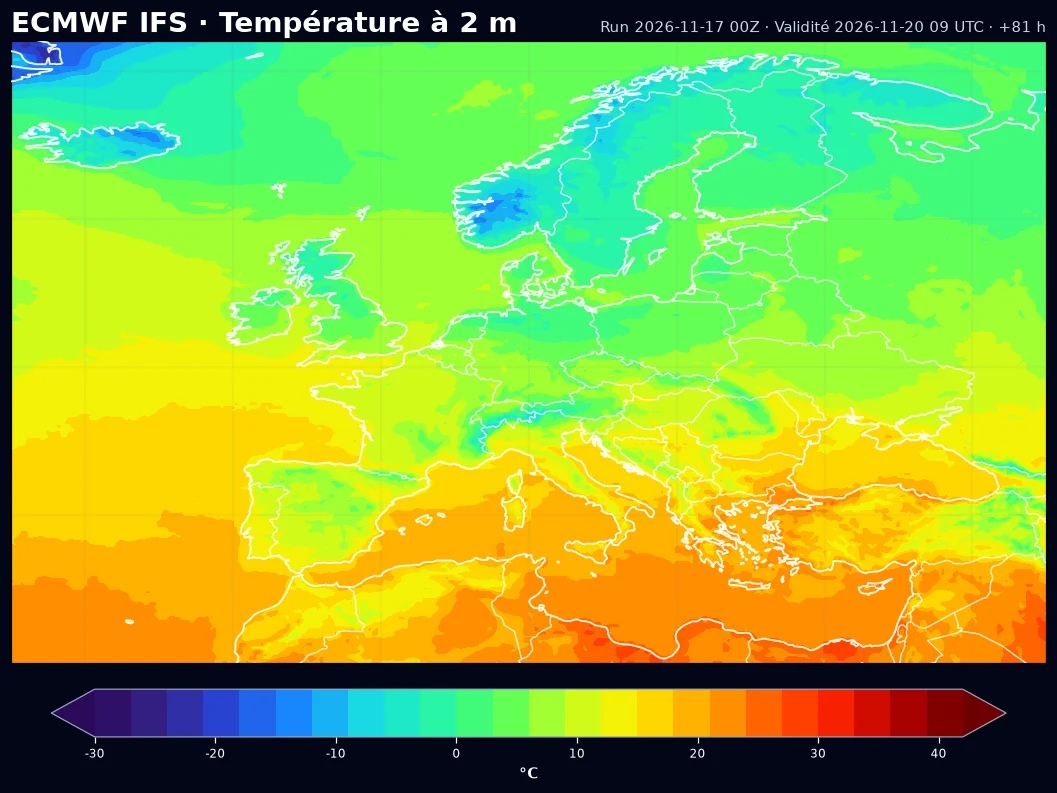 ECMWF IFS · Température à 2 m
Run 2026-11-17 00Z · Validité 2026-11-20 09 UTC · +81 h
-30 -20 -10 0 10 20 30 40
°C